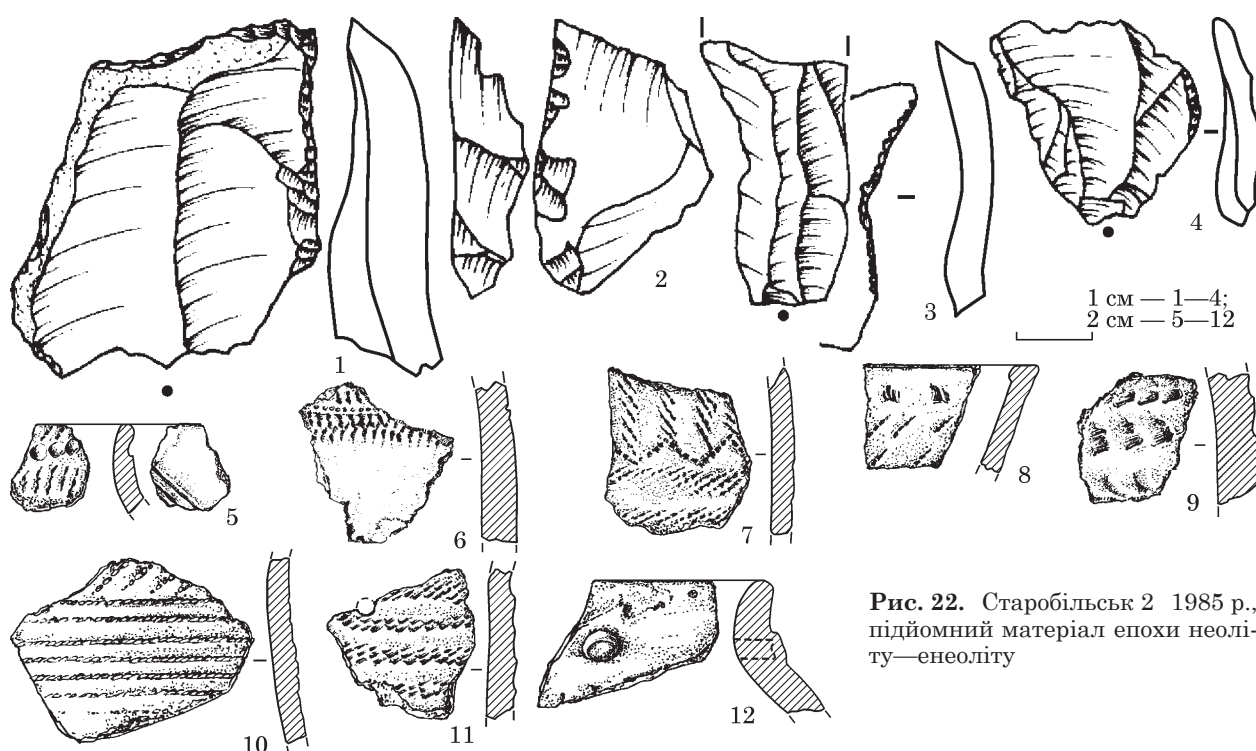 1
2
3
4
1 см — 1—4;
2 см — 5—12
5
6
7
8
9
10
11
12
Рис. 22. Старобільськ 2 1985 р.,
підйомний матеріал епохи неолі-
ту—енеоліту